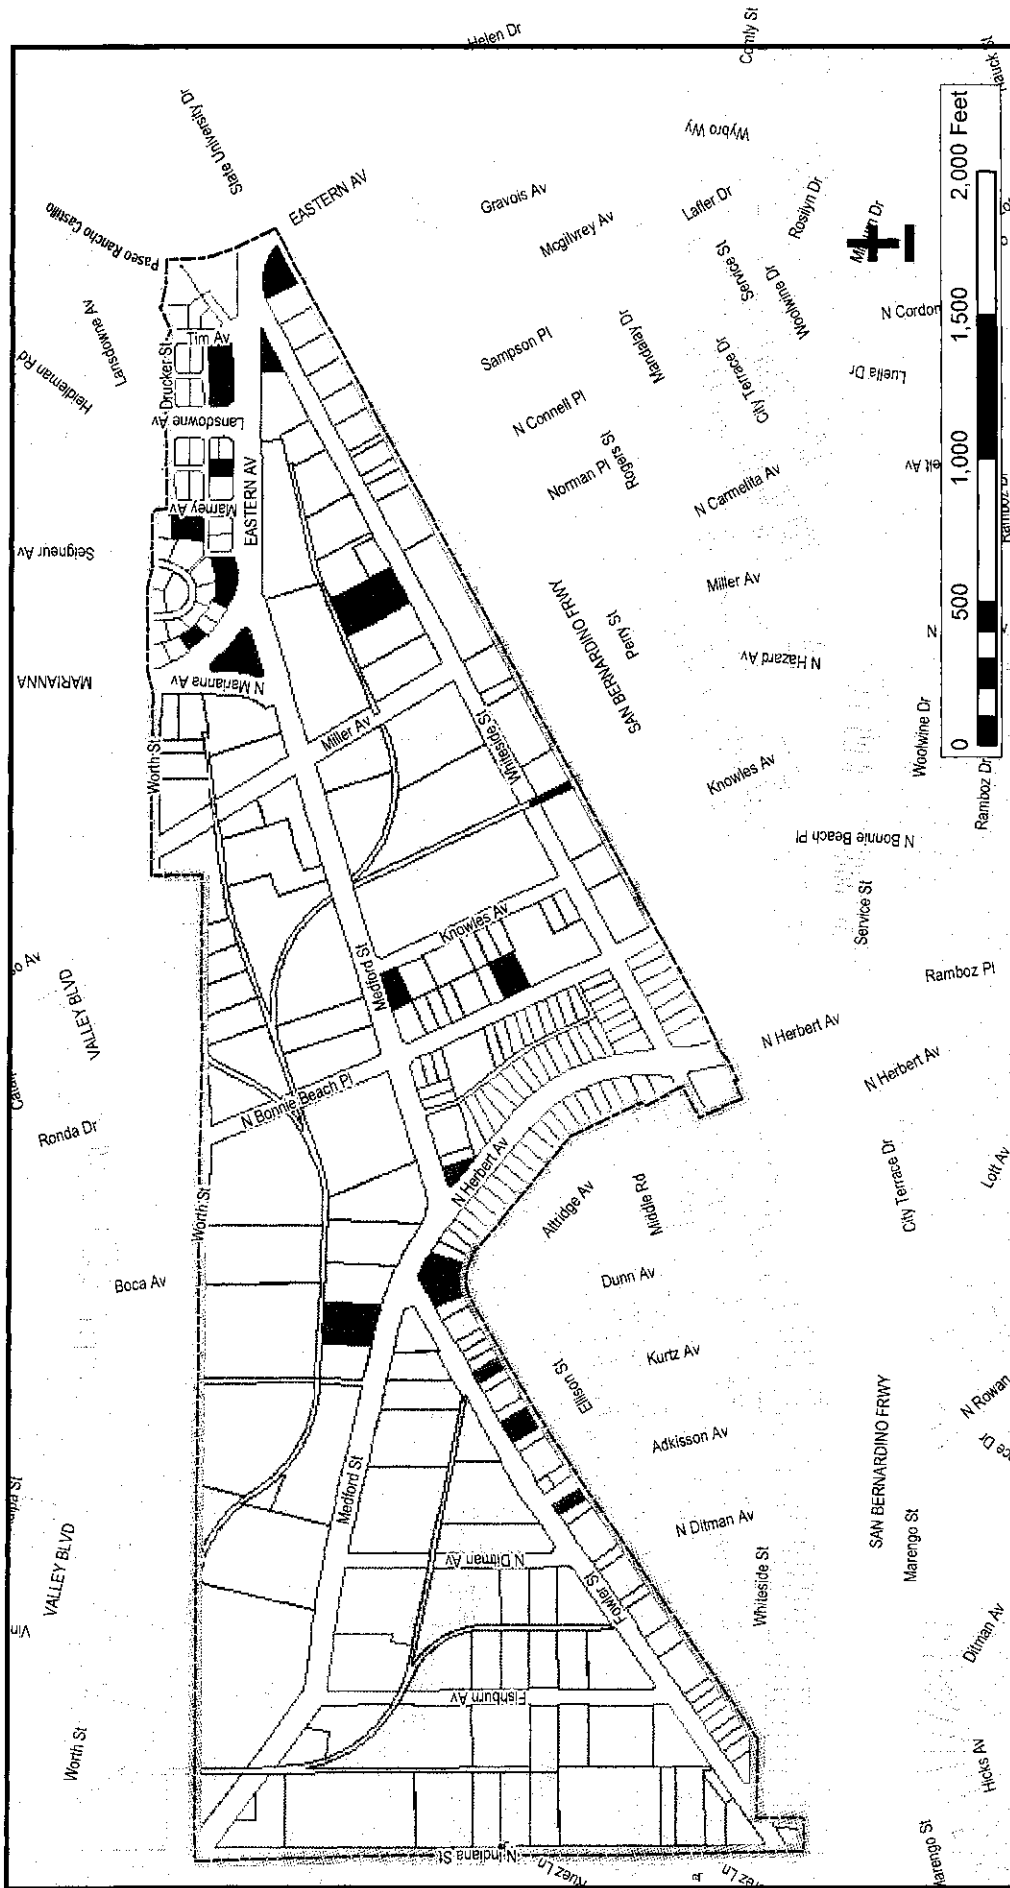 Helen Dr
Comly St
Hauck St
State University Dr
Paseo Rancho Castillo
EASTERN AV
Gravois Av
Mcgilvrey Av
Wybro Wy
Lafler Dr
Rosilyn Dr
Service St
Woolwine Dr
N Cordon
Luella Dr
Heidleman Rd
Lansdowne Av
Drucker St
Tim Av
Lansdowne Av
Marney Av
EASTERN AV
Sampson Pl
Mandalay Dr
City Terrace Dr
N Connell Pl
Norman Pl
Rogers St
N Carmelita Av
Seigneur Av
Miller Av
SAN BERNARDINO FRWY
Perry St
N Hazard Av
MARIANNA
N Marianna Av
Worth St
Miller Av
Whiteside St
Knowles Av
Woolwine Dr
Ramboz Dr
Ramboz Dr
0 500 1,000 1,500 2,000 Feet
N Bonnie Beach Pl
Service St
Ramboz Pl
VALLEY BLVD
Medford St
Knowles Av
N Herbert Av
N Herbert Av
Ronda Dr
N Bonnie Beach Pl
Worth St
N Herbert Av
Altridge Av
Middle Rd
City Terrace Dr
Lott Av
Boca Av
Dunn Av
Kurtz Av
Ellison St
Adkisson Av
N Rowan
SAN BERNARDINO FRWY
Medford St
VALLEY BLVD
N Ditman Av
N Ditman Av
Marengo St
Whiteside St
Fowler St
Ditman Av
Fishburn Av
Worth St
Hicks Av
N Indiana St
Marengo St